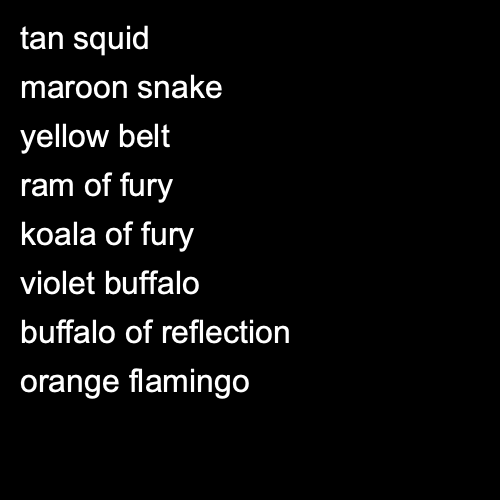 tan squid
maroon snake
yellow belt
ram of fury
koala of fury
violet buffalo
buffalo of reflection
orange flamingo